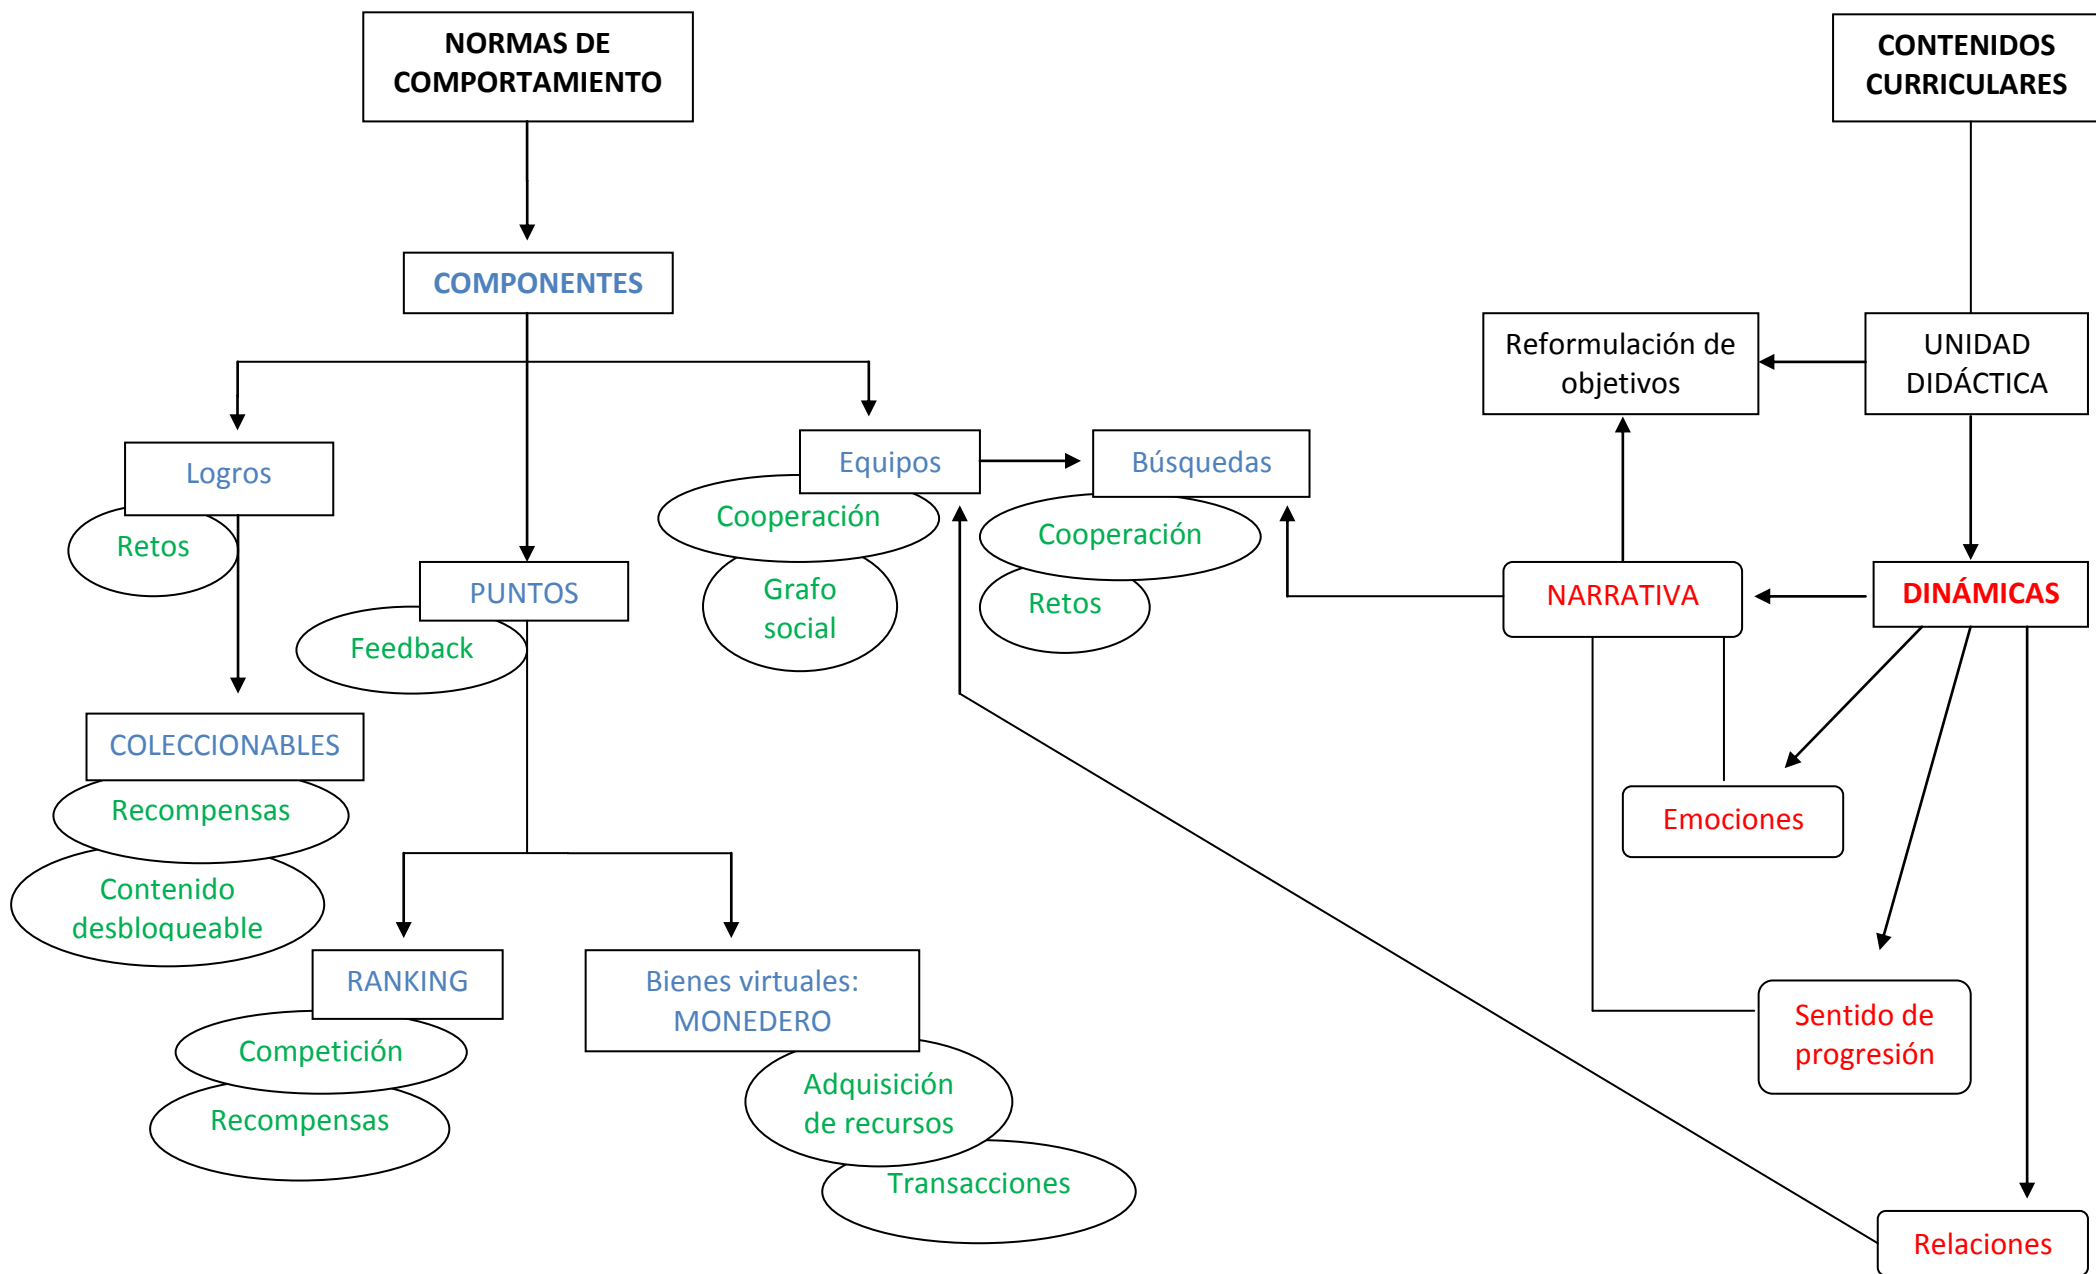 NORMAS DE
COMPORTAMIENTO
CONTENIDOS
CURRICULARES
COMPONENTES
Reformulación de
objetivos
UNIDAD
DIDÁCTICA
Logros
Retos
Equipos
Cooperación
Grafo
social
Búsquedas
Cooperación
Retos
PUNTOS
Feedback
NARRATIVA
DINÁMICAS
COLECCIONABLES
Recompensas
Contenido
desbloqueable
Emociones
RANKING
Competición
Recompensas
Bienes virtuales:
MONEDERO
Adquisición
de recursos
Transacciones
Sentido de
progresión
Relaciones